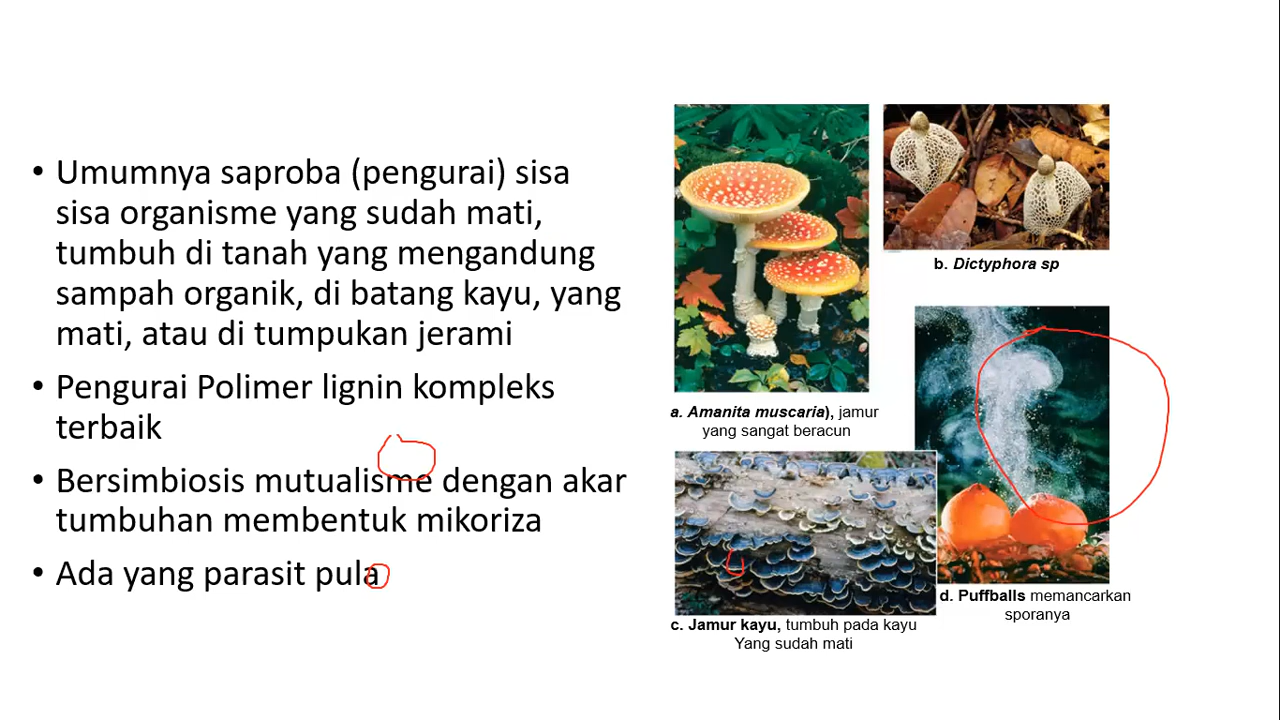 • Umumnya saproba (pengurai) sisa
sisa organisme yang sudah mati,
tumbuh di tanah yang mengandung
sampah organik, di batang kayu, yang
mati, atau di tumpukan jerami
• Pengurai Polimer lignin kompleks
terbaik
• Bersimbiosis mutualisme dengan akar
tumbuhan membentuk mikoriza
• Ada yang parasit pula
b. Dictyphora sp
a. Amanita muscaria), jamur
yang sangat beracun
d. Puffballs memancarkan
sporanya
c. Jamur kayu, tumbuh pada kayu
Yang sudah mati